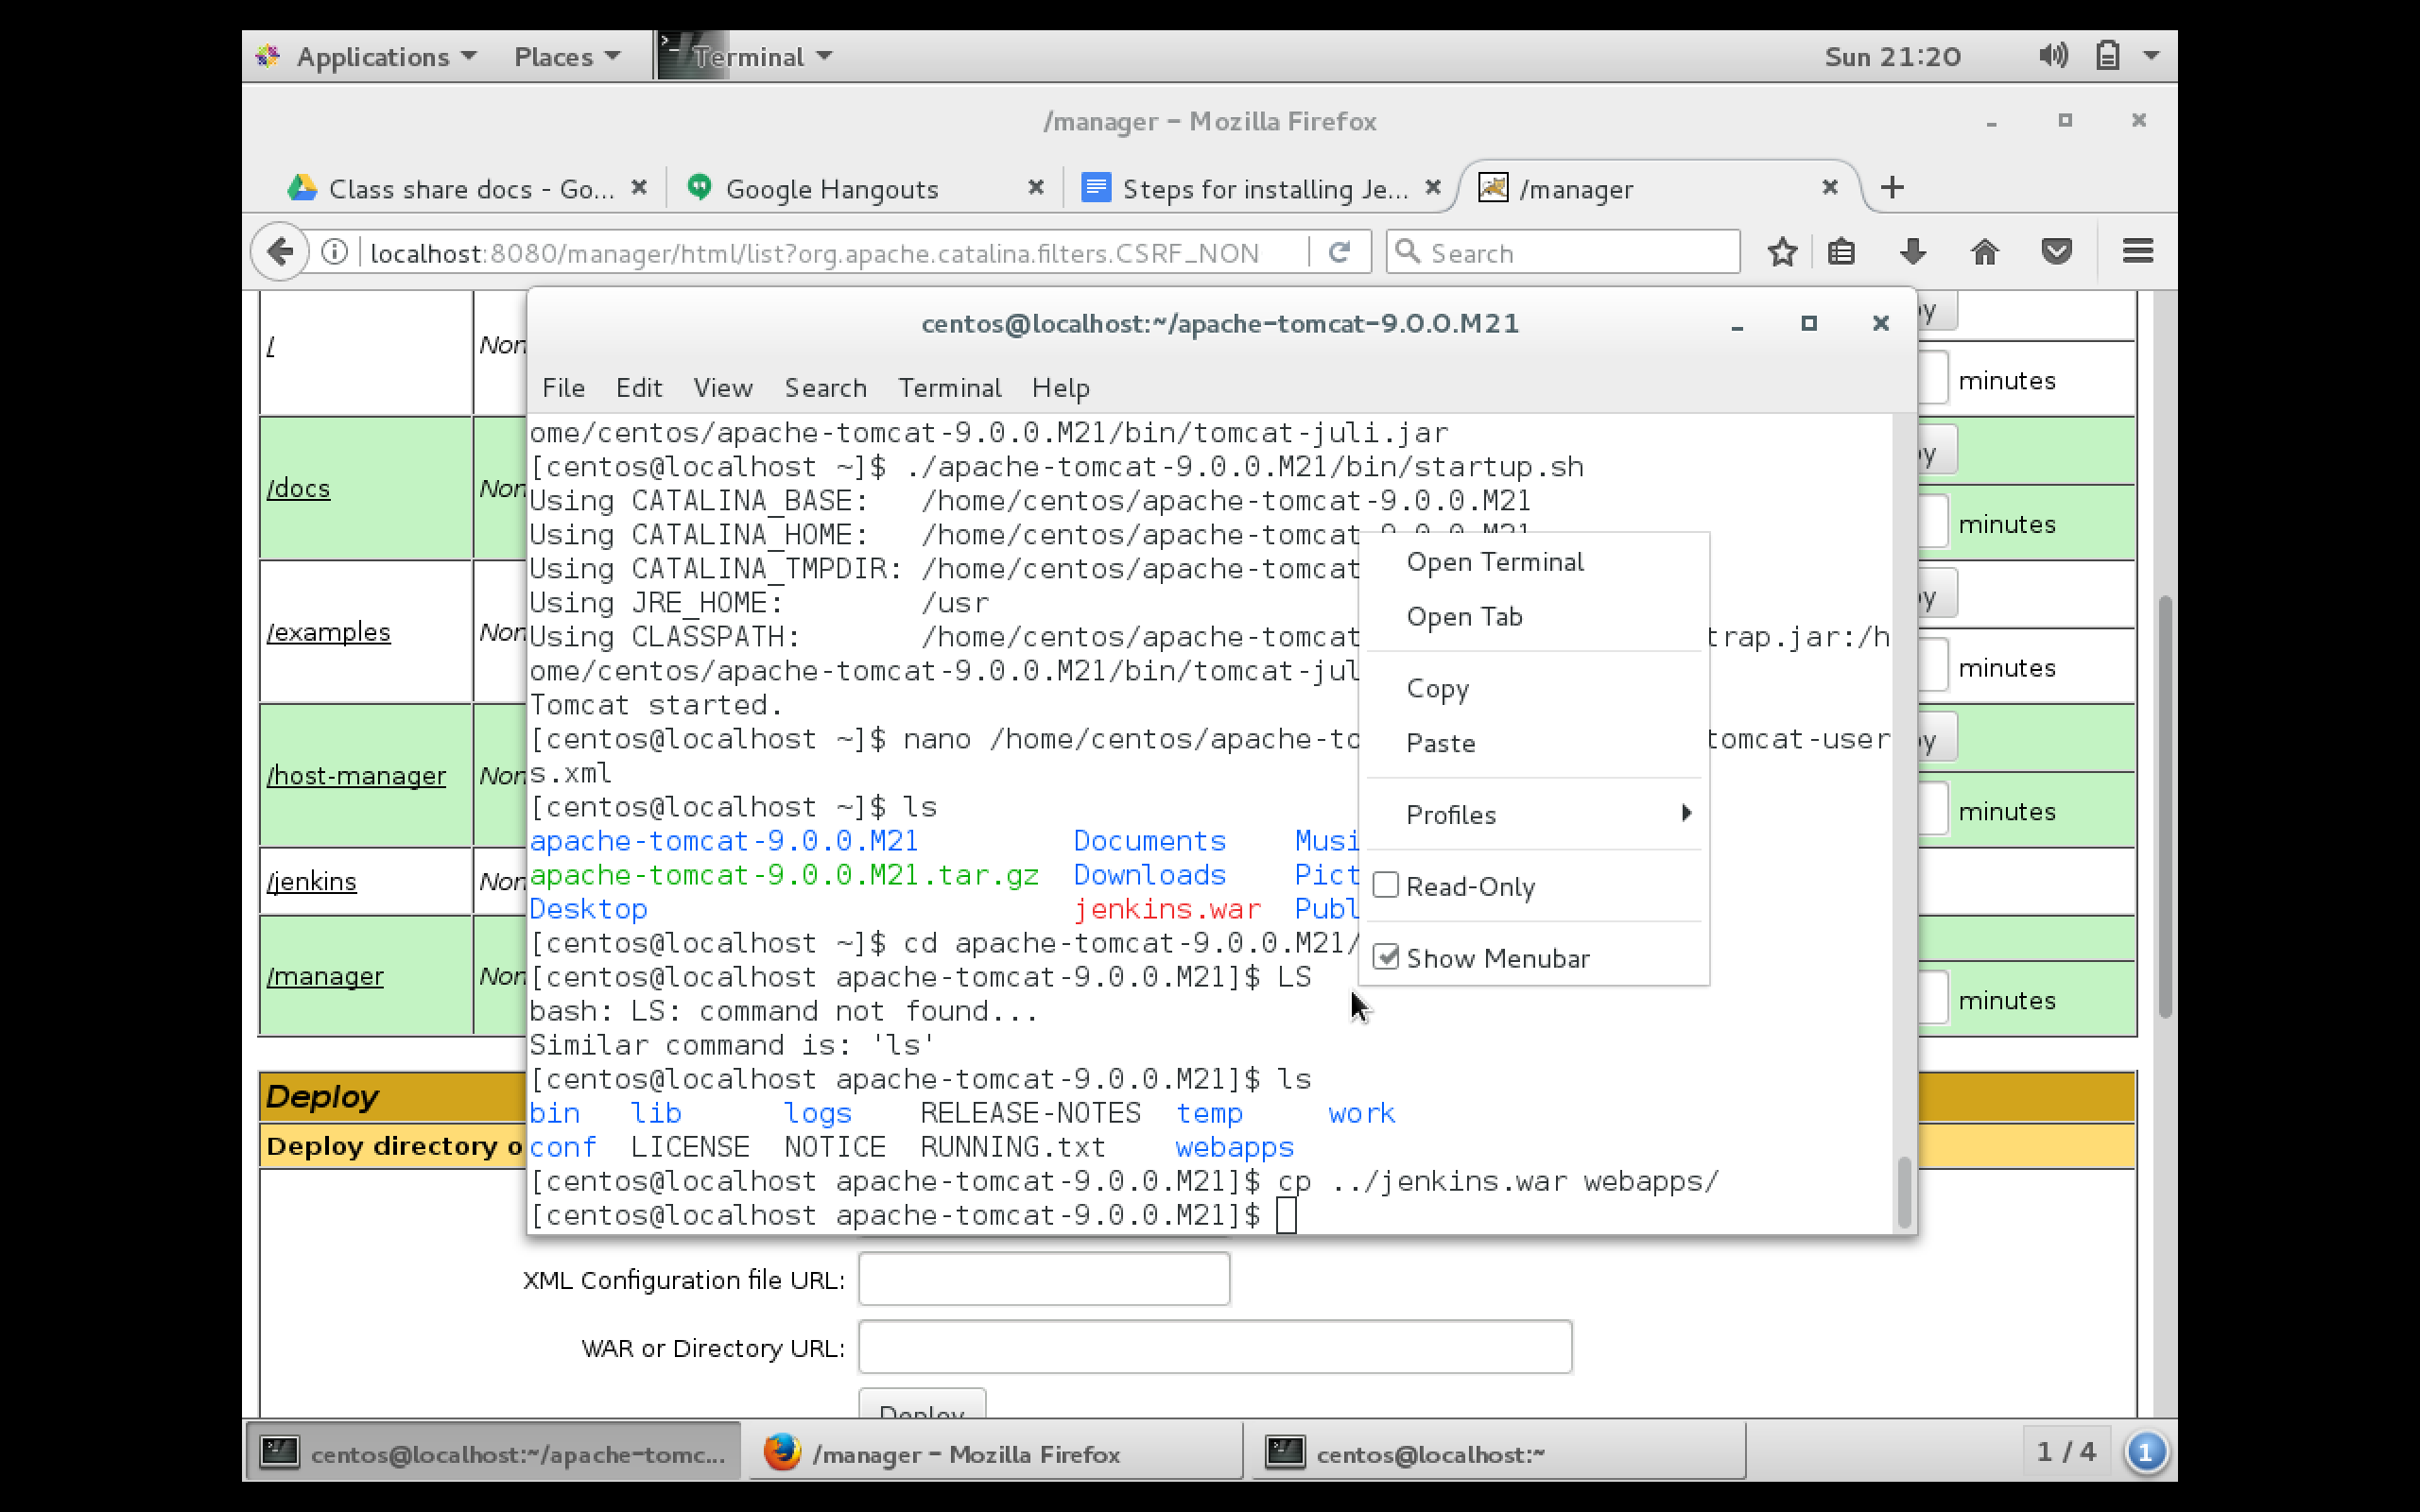 Applications Places Terminal Sun 21:20
/manager – Mozilla Firefox
Class share docs - Go... Google Hangouts Steps for installing Je... /manager
localhost:8080/manager/html/list?org.apache.catalina.filters.CSRF_NON Search
centos@localhost:~/apache-tomcat-9.0.0.M21
File Edit View Search Terminal Help
ome/centos/apache-tomcat-9.0.0.M21/bin/tomcat-juli.jar
[centos@localhost ~]$ ./apache-tomcat-9.0.0.M21/bin/startup.sh
Using CATALINA_BASE: /home/centos/apache-tomcat-9.0.0.M21
Using CATALINA_HOME: /home/centos/apache-tomcat-9.0.0.M21
Using CATALINA_TMPDIR: /home/centos/apache-tomcat
Using JRE_HOME: /usr
Using CLASSPATH: /home/centos/apache-tomcat trap.jar:/h
ome/centos/apache-tomcat-9.0.0.M21/bin/tomcat-jul
Tomcat started.
[centos@localhost ~]$ nano /home/centos/apache-to tomcat-user
s.xml
[centos@localhost ~]$ ls
apache-tomcat-9.0.0.M21 Documents Musi
apache-tomcat-9.0.0.M21.tar.gz Downloads Pict
Desktop jenkins.war Publ
[centos@localhost ~]$ cd apache-tomcat-9.0.0.M21/
[centos@localhost apache-tomcat-9.0.0.M21]$ LS
bash: LS: command not found...
Similar command is: 'ls'
[centos@localhost apache-tomcat-9.0.0.M21]$ ls
bin lib logs RELEASE-NOTES temp work
conf LICENSE NOTICE RUNNING.txt webapps
[centos@localhost apache-tomcat-9.0.0.M21]$ cp ../jenkins.war webapps/
[centos@localhost apache-tomcat-9.0.0.M21]$
Open Terminal
Open Tab
Copy
Paste
Profiles
Read-Only
Show Menubar
/ Non y
minutes
/docs Non y
minutes
/examples Non y
minutes
/host-manager Non y
minutes
/jenkins Non
/manager Non
minutes
Deploy
Deploy directory o
XML Configuration file URL:
WAR or Directory URL:
Deploy
centos@localhost:~/apache-tomc... /manager – Mozilla Firefox centos@localhost:~ 1 / 4 1